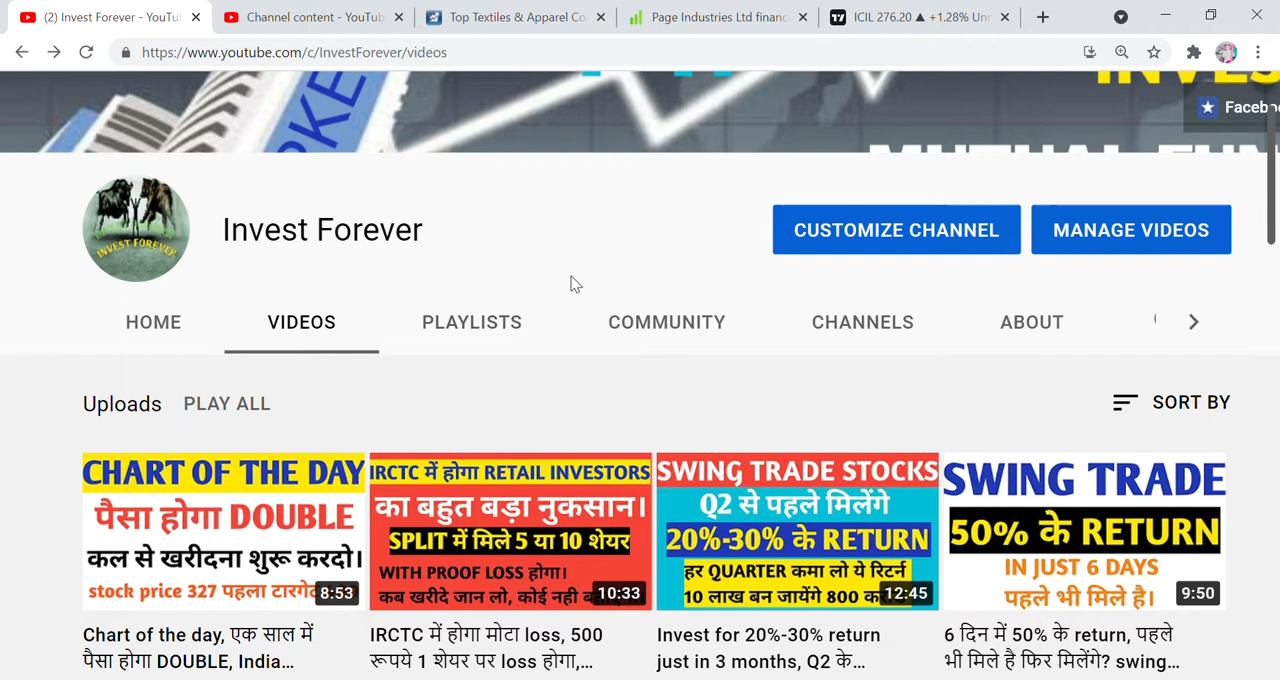 (2) Invest Forever - YouTu
Channel content - YouTub
Top Textiles & Apparel Co
Page Industries Ltd financ
ICIL 276.20 ▲ +1.28% Un
https://www.youtube.com/c/InvestForever/videos
Faceb
INVEST FOREVER
Invest Forever
CUSTOMIZE CHANNEL
MANAGE VIDEOS
HOME
VIDEOS
PLAYLISTS
COMMUNITY
CHANNELS
ABOUT
Uploads
PLAY ALL
SORT BY
CHART OF THE DAY
पैसा होगा DOUBLE
कल से खरीदना शुरू करदो।
stock price 327 पहला टारगे
8:53
IRCTC में होगा RETAIL INVESTORS
का बहुत बड़ा नुकसान।
SPLIT में मिले 5 या 10 शेयर
WITH PROOF LOSS होगा।
कब खरीदे जान लो, कोई नही
10:33
SWING TRADE STOCKS
Q2 से पहले मिलेंगे
20%-30% के RETURN
हर QUARTER कमा लो ये रिटर्न
10 लाख बन जायेंगे 800
12:45
SWING TRADE
50% के RETURN
IN JUST 6 DAYS
पहले भी मिले है।
9:50
Chart of the day, एक साल में
पैसा होगा DOUBLE, India...
IRCTC में होगा मोटा loss, 500
रूपये 1 शेयर पर loss होगा,...
Invest for 20%-30% return
just in 3 months, Q2 के...
6 दिन में 50% के return, पहले
भी मिले है फिर मिलेंगे? swing...